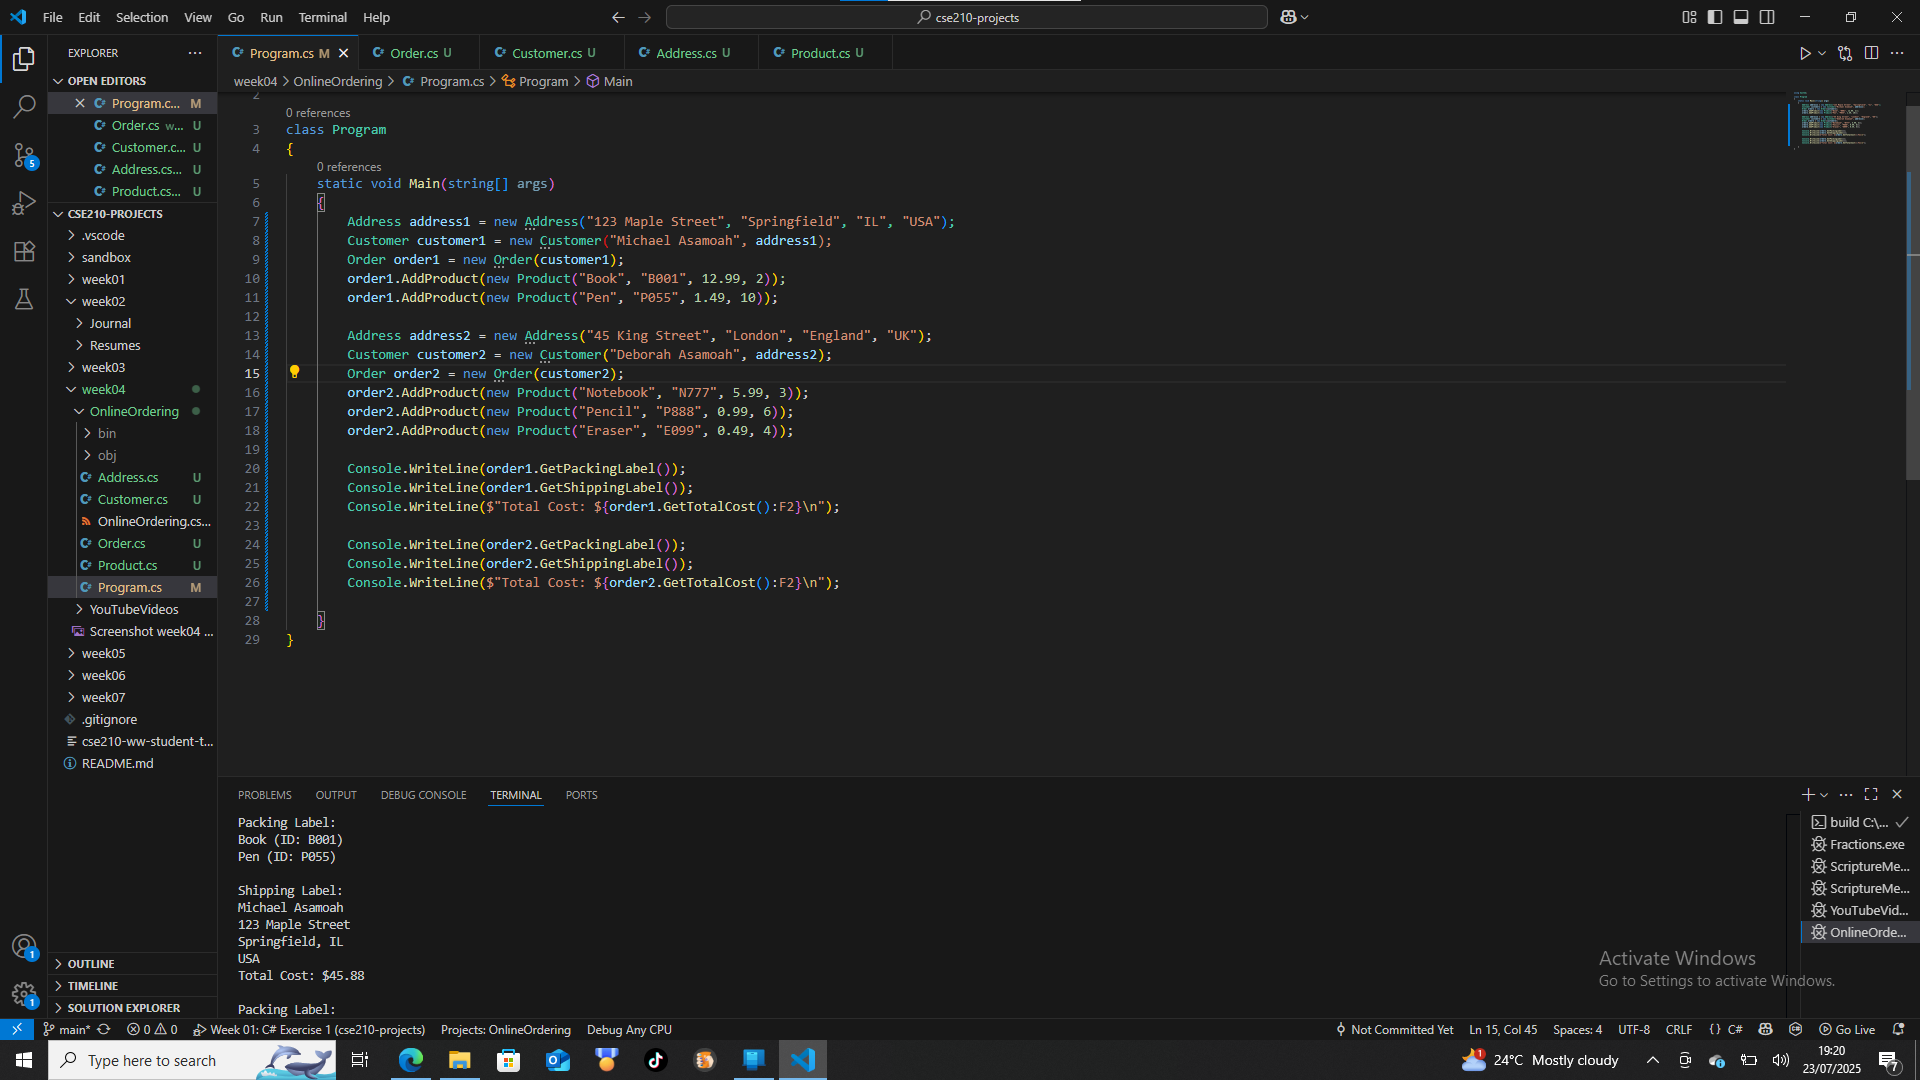 File Edit Selection View Go Run Terminal Help
cse210-projects
EXPLORER
OPEN EDITORS
Program.c... M
Order.cs w... U
Customer.c... U
Address.cs... U
Product.cs... U
CSE210-PROJECTS
.vscode
sandbox
week01
week02
Journal
Resumes
week03
week04
OnlineOrdering
bin
obj
Address.cs U
Customer.cs U
OnlineOrdering.cs...
Order.cs U
Product.cs U
Program.cs M
YouTubeVideos
Screenshot week04 ...
week05
week06
week07
.gitignore
cse210-ww-student-t...
README.md
OUTLINE
TIMELINE
SOLUTION EXPLORER
5
1
1
Program.cs M Order.cs U Customer.cs U Address.cs U Product.cs U
week04 > OnlineOrdering > Program.cs > Program > Main
2
0 references
3 class Program
4 {
0 references
5 static void Main(string[] args)
6 {
7 Address address1 = new Address("123 Maple Street", "Springfield", "IL", "USA");
8 Customer customer1 = new Customer("Michael Asamoah", address1);
9 Order order1 = new Order(customer1);
10 order1.AddProduct(new Product("Book", "B001", 12.99, 2));
11 order1.AddProduct(new Product("Pen", "P055", 1.49, 10));
12
13 Address address2 = new Address("45 King Street", "London", "England", "UK");
14 Customer customer2 = new Customer("Deborah Asamoah", address2);
15 Order order2 = new Order(customer2);
16 order2.AddProduct(new Product("Notebook", "N777", 5.99, 3));
17 order2.AddProduct(new Product("Pencil", "P888", 0.99, 6));
18 order2.AddProduct(new Product("Eraser", "E099", 0.49, 4));
19
20 Console.WriteLine(order1.GetPackingLabel());
21 Console.WriteLine(order1.GetShippingLabel());
22 Console.WriteLine($"Total Cost: ${order1.GetTotalCost():F2}\n");
23
24 Console.WriteLine(order2.GetPackingLabel());
25 Console.WriteLine(order2.GetShippingLabel());
26 Console.WriteLine($"Total Cost: ${order2.GetTotalCost():F2}\n");
27
28 }
29 }
PROBLEMS OUTPUT DEBUG CONSOLE TERMINAL PORTS
Packing Label:
Book (ID: B001)
Pen (ID: P055)
Shipping Label:
Michael Asamoah
123 Maple Street
Springfield, IL
USA
Total Cost: $45.88
Packing Label:
build C:\...
Fractions.exe
ScriptureMe...
ScriptureMe...
YouTubeVid...
OnlineOrde...
Activate Windows
Go to Settings to activate Windows.
main* 0 0 Week 01: C# Exercise 1 (cse210-projects) Projects: OnlineOrdering Debug Any CPU Not Committed Yet Ln 15, Col 45 Spaces: 4 UTF-8 CRLF {} C# Go Live
Type here to search
1 24°C Mostly cloudy 19:20
23/07/2025 7